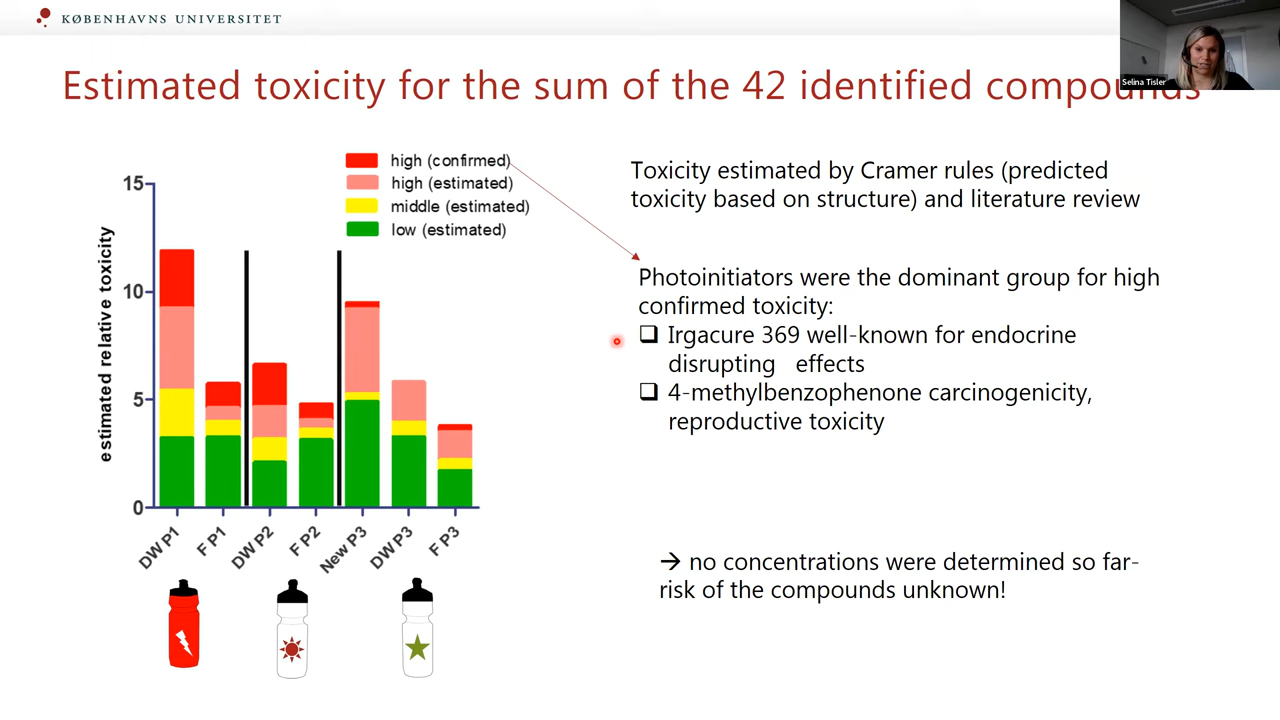 KØBENHAVNS UNIVERSITET
Selina Tisler
Estimated toxicity for the sum of the 42 identified compounds
high (confirmed)
high (estimated)
middle (estimated)
low (estimated)
estimated relative toxicity
15
10
5
0
DW P1
F P1
DW P2
F P2
New P3
DW P3
F P3
Toxicity estimated by Cramer rules (predicted
toxicity based on structure) and literature review
Photoinitiators were the dominant group for high
confirmed toxicity:
❑ Irgacure 369 well-known for endocrine
disrupting effects
❑ 4-methylbenzophenone carcinogenicity,
reproductive toxicity
→ no concentrations were determined so far-
risk of the compounds unknown!